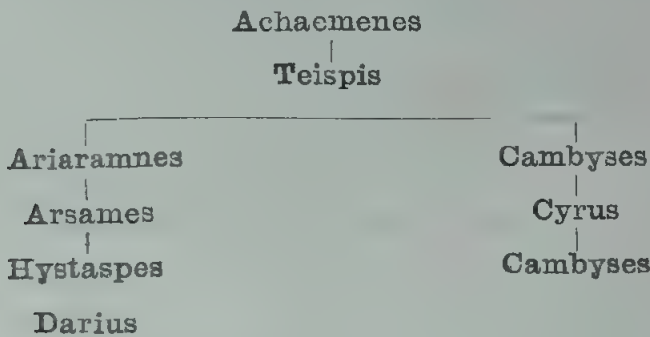 Achaemenes
Teispis
Ariaramnes Cambyses
Arsames Cyrus
Hystaspes Cambyses
Darius